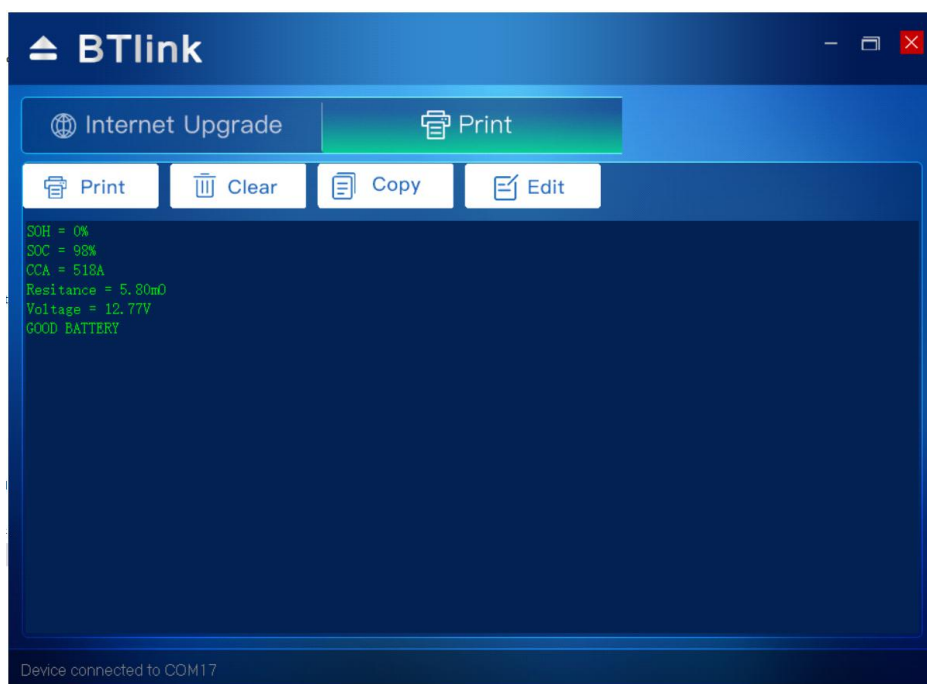 BTlink
Internet Upgrade
Print
Print
Clear
Copy
Edit
SOH = 0%
SOC = 98%
CCA = 518A
Resitance = 5.80mO
Voltage = 12.77V
GOOD BATTERY
Device connected to COM17